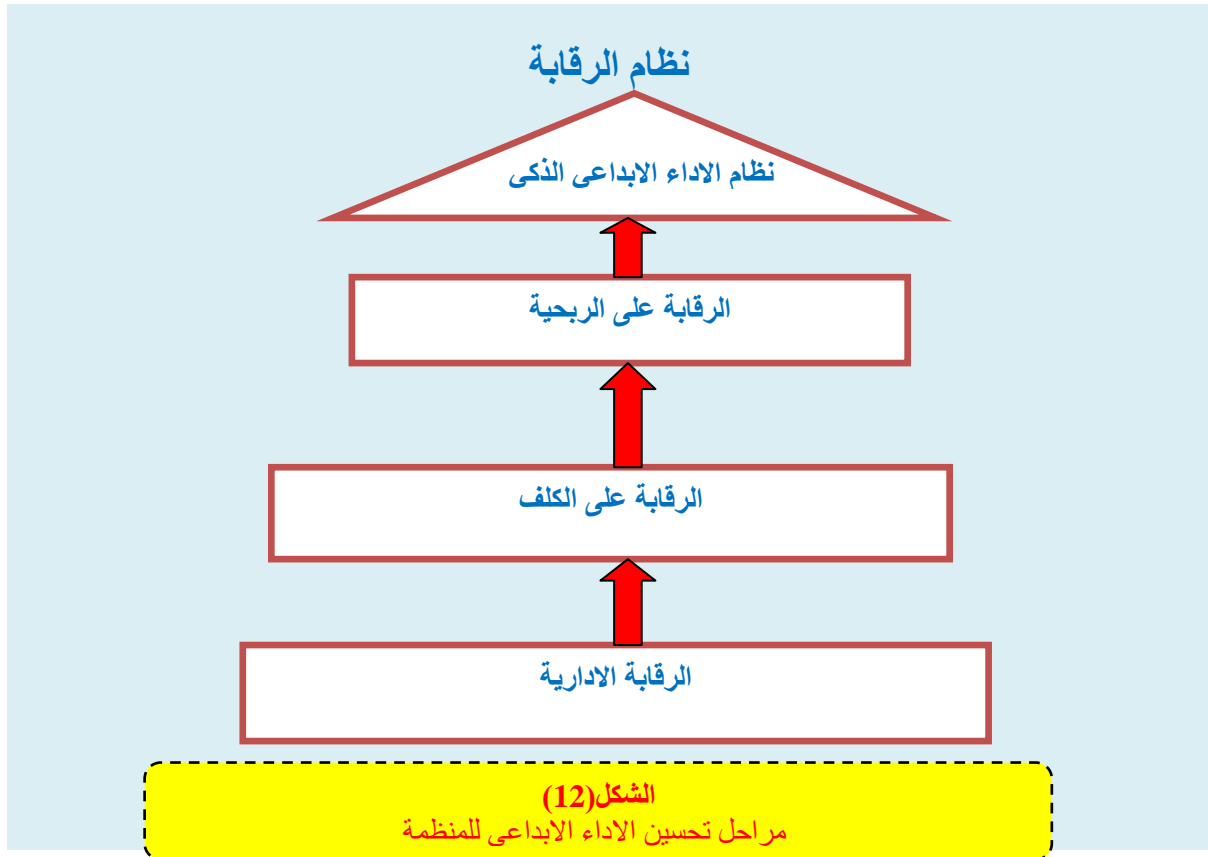 نظام الرقابة
نظام الاداء الابداعى الذكى
الرقابة على الربحية
الرقابة على الكلف
الرقابة الادارية
الشكل(12)
مراحل تحسين الاداء الابداعى للمنظمة